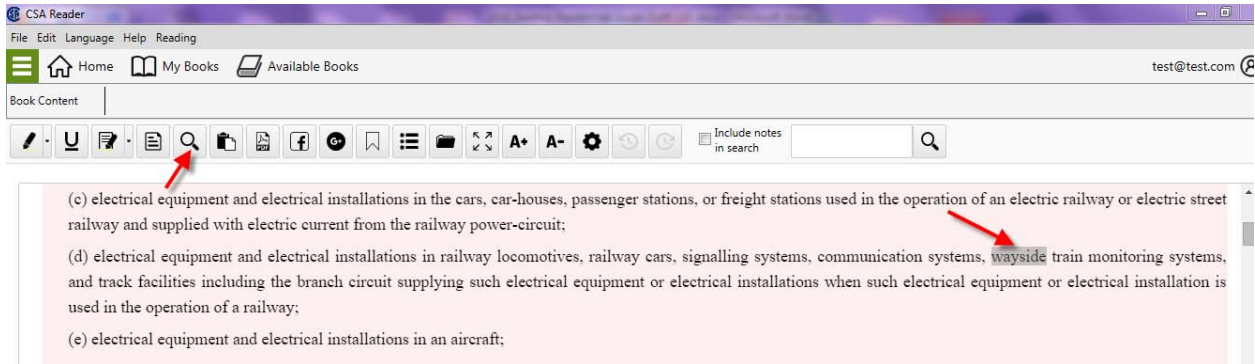 CSA Reader
File Edit Language Help Reading
Home My Books Available Books test@test.com
Book Content
U PDF f G+ A+ A- Include notes
in search
(c) electrical equipment and electrical installations in the cars, car-houses, passenger stations, or freight stations used in the operation of an electric railway or electric street
railway and supplied with electric current from the railway power-circuit;
(d) electrical equipment and electrical installations in railway locomotives, railway cars, signalling systems, communication systems, wayside train monitoring systems,
and track facilities including the branch circuit supplying such electrical equipment or electrical installations when such electrical equipment or electrical installation is
used in the operation of a railway;
(e) electrical equipment and electrical installations in an aircraft;